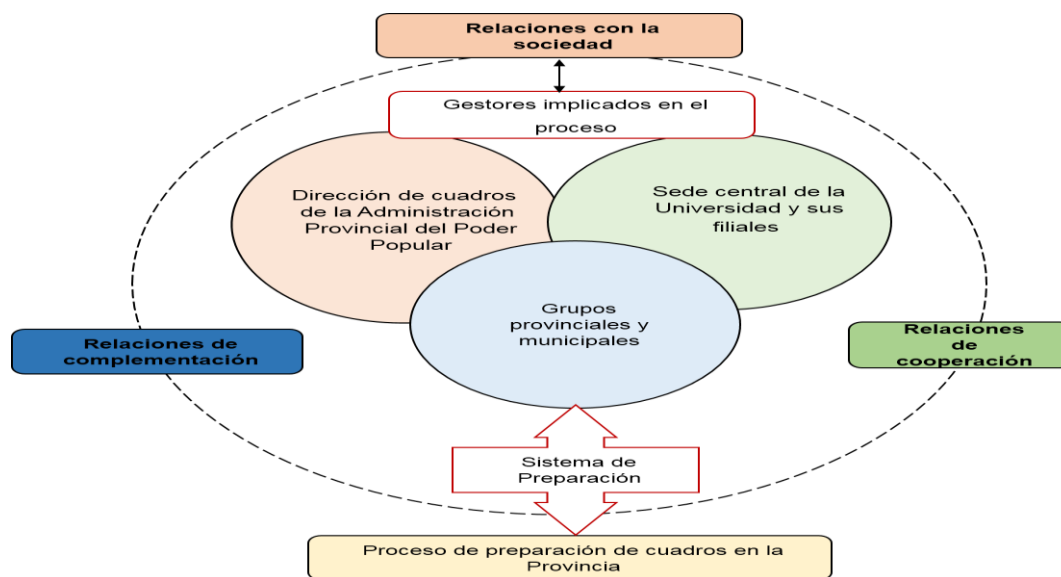 Relaciones con la
sociedad
Gestores implicados en el
proceso
Dirección de cuadros
de la Administración
Provincial del Poder
Popular
Sede central de la
Universidad y sus
filiales
Grupos
provinciales y
municipales
Relaciones de
complementación
Relaciones
de
cooperación
Sistema de
Preparación
Proceso de preparación de cuadros en la
Provincia